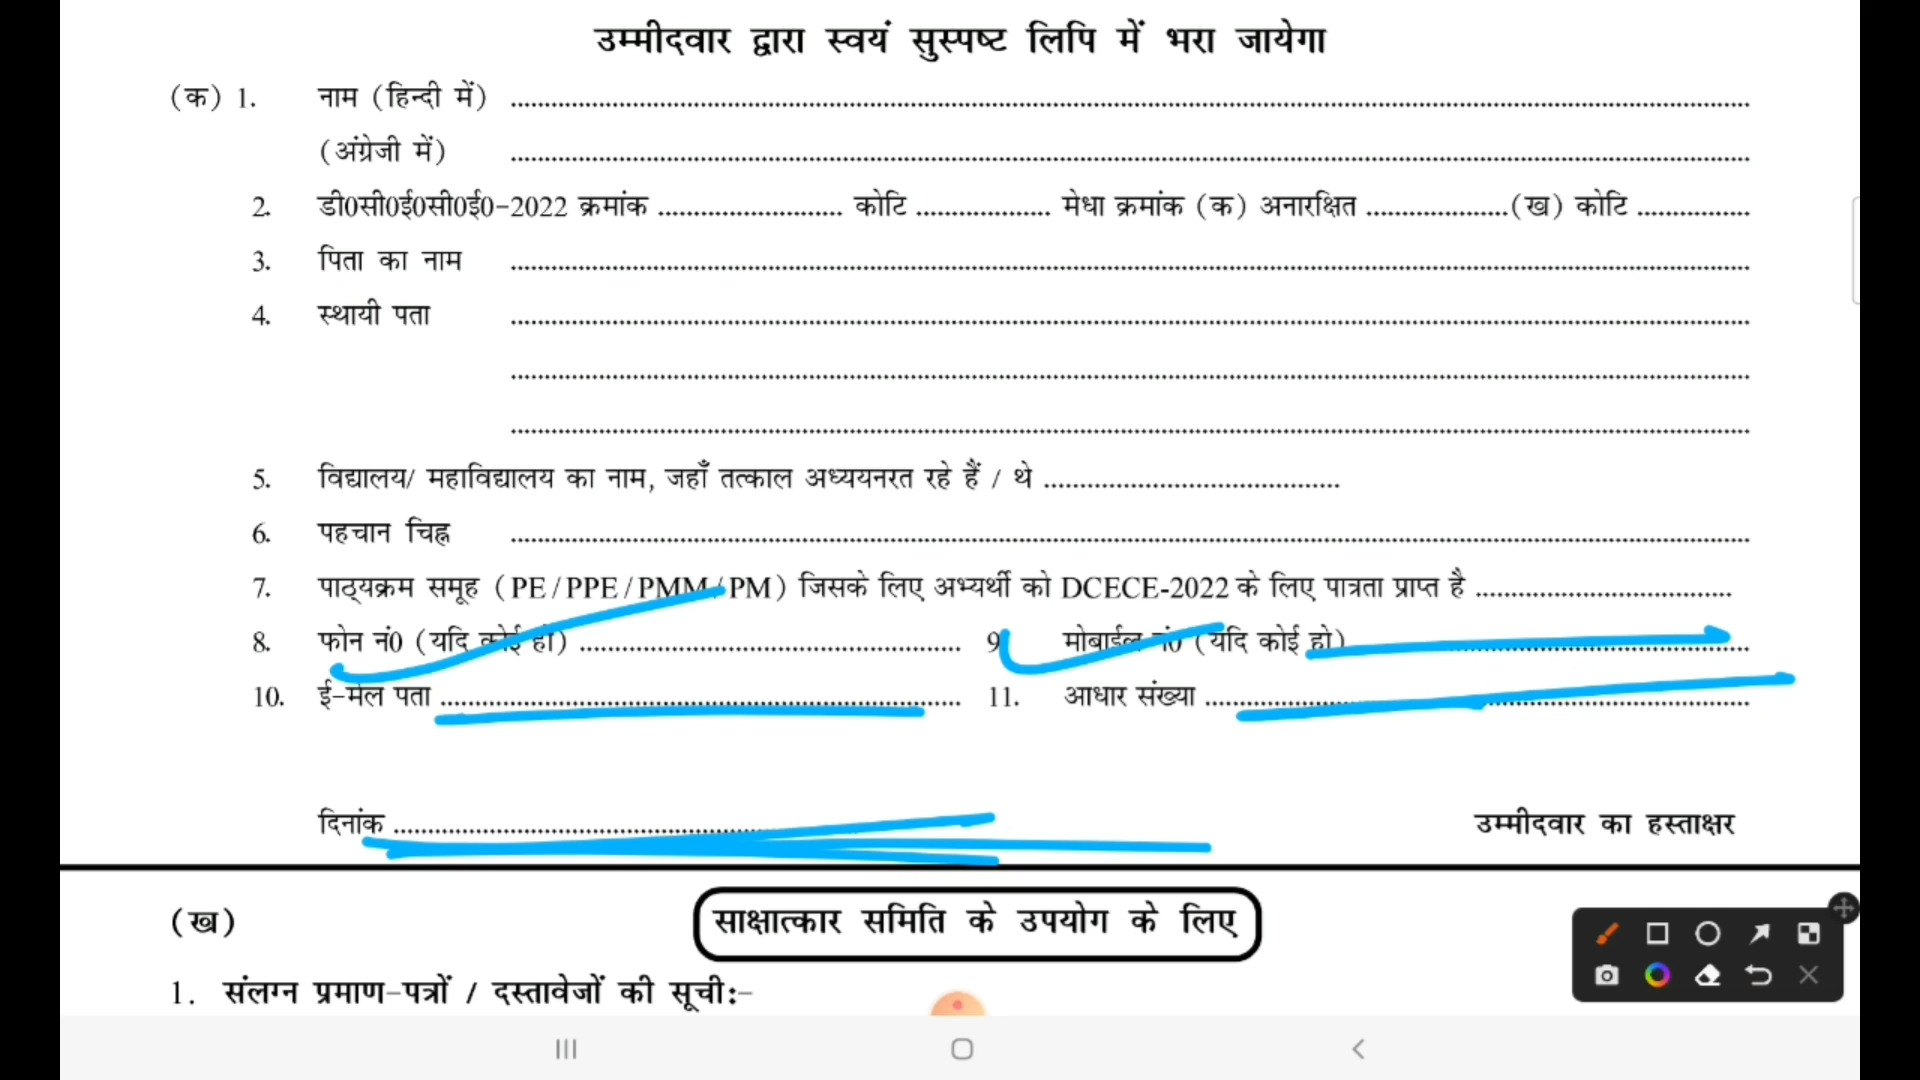 उम्मीदवार द्वारा स्वयं सुस्पष्ट लिपि में भरा जायेगा
(क) 1. नाम (हिन्दी में) ........................
(अंग्रेजी में) ........................
2. डी0सी0ई0सी0ई0-2022 क्रमांक ............ कोटि ............ मेधा क्रमांक (क) अनारक्षित ............(ख) कोटि ............
3. पिता का नाम ........................
4. स्थायी पता ........................
........................
........................
5. विद्यालय/ महाविद्यालय का नाम, जहाँ तत्काल अध्ययनरत रहे हैं / थे ........................
6. पहचान चिह्न ........................
7. पाठ्यक्रम समूह (PE/PPE/PMM/PM) जिसके लिए अभ्यर्थी को DCECE-2022 के लिए पात्रता प्राप्त है ............
8. फोन नं0 (यदि कोई हो) ........................ 9. मोबाईल नं0 (यदि कोई हो) ........................
10. ई-मेल पता ........................ 11. आधार संख्या ........................
दिनांक ........................ उम्मीदवार का हस्ताक्षर
(ख) साक्षात्कार समिति के उपयोग के लिए
1. संलग्न प्रमाण-पत्रों / दस्तावेजों की सूची:-